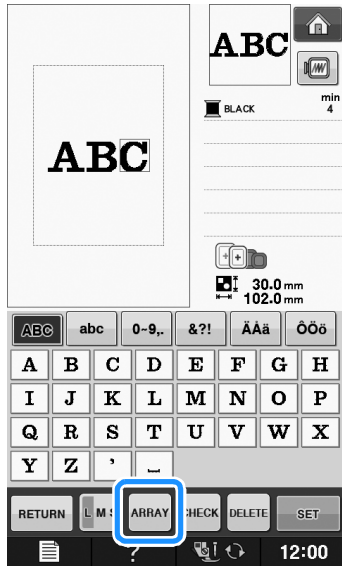 ABC
ABC
min
BLACK 4
30.0 mm
102.0 mm
ABC abc 0~9,. &?! ÄÅä ÔÖö
A B C D E F G H
I J K L M N O P
Q R S T U V W X
Y Z ’ ⎵
RETURN L M S ARRAY CHECK DELETE SET
? 12:00